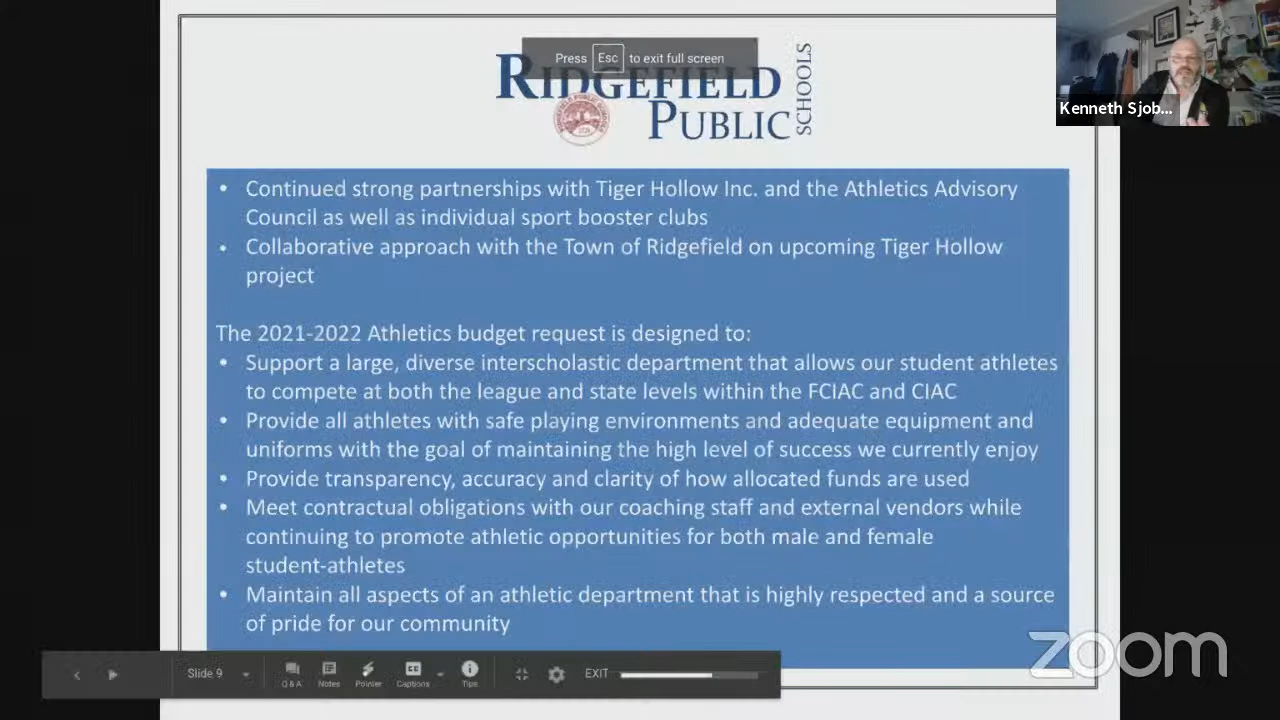 Press Esc to exit full screen
RIDGEFIELD
PUBLIC
SCHOOLS
Kenneth Sjob...
• Continued strong partnerships with Tiger Hollow Inc. and the Athletics Advisory
Council as well as individual sport booster clubs
• Collaborative approach with the Town of Ridgefield on upcoming Tiger Hollow
project
The 2021-2022 Athletics budget request is designed to:
• Support a large, diverse interscholastic department that allows our student athletes
to compete at both the league and state levels within the FCIAC and CIAC
• Provide all athletes with safe playing environments and adequate equipment and
uniforms with the goal of maintaining the high level of success we currently enjoy
• Provide transparency, accuracy and clarity of how allocated funds are used
• Meet contractual obligations with our coaching staff and external vendors while
continuing to promote athletic opportunities for both male and female
student-athletes
• Maintain all aspects of an athletic department that is highly respected and a source
of pride for our community
zoom
Slide 9
Q & A
Notes
Pointer
CC
Captions
Tips
EXIT